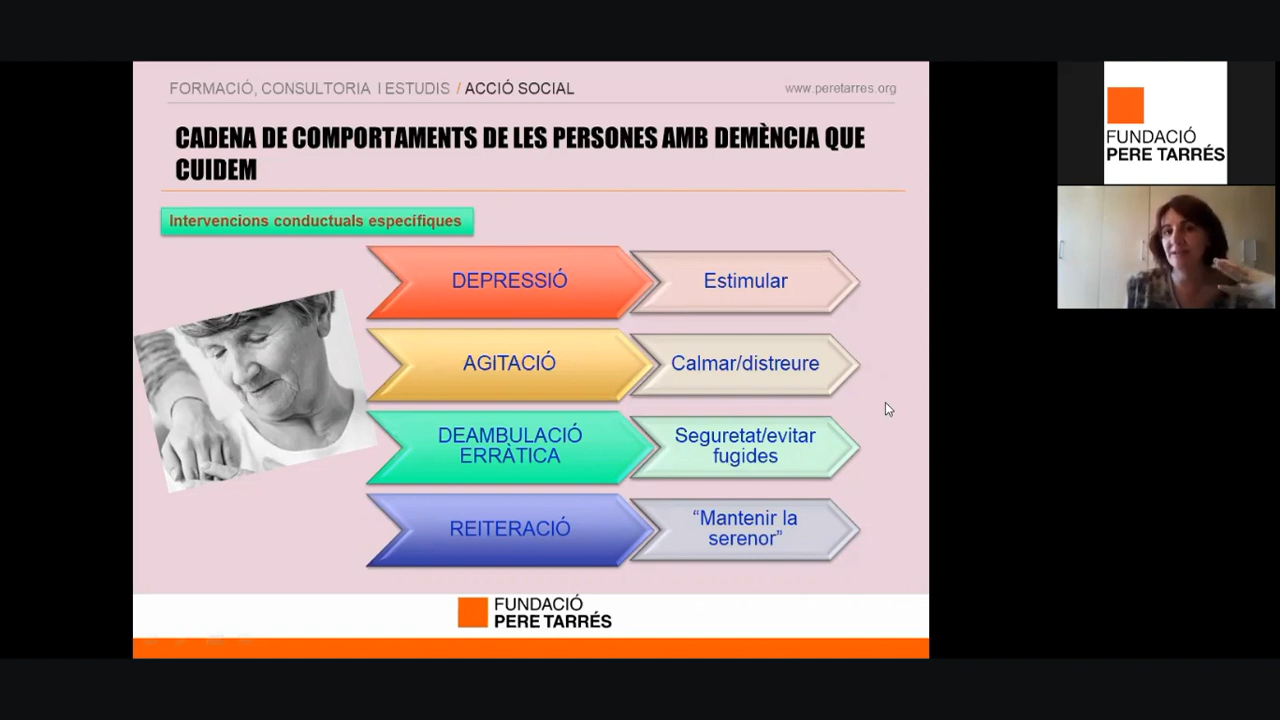 FORMACIÓ, CONSULTORIA I ESTUDIS / ACCIÓ SOCIAL
www.peretarres.org
CADENA DE COMPORTAMENTS DE LES PERSONES AMB DEMÈNCIA QUE
CUIDEM
Intervencions conductuals específiques
DEPRESSIÓ
Estimular
AGITACIÓ
Calmar/distreure
DEAMBULACIÓ
ERRÀTICA
Seguretat/evitar
fugides
REITERACIÓ
“Mantenir la
serenor”
FUNDACIÓ
PERE TARRÉS
FUNDACIÓ
PERE TARRÉS